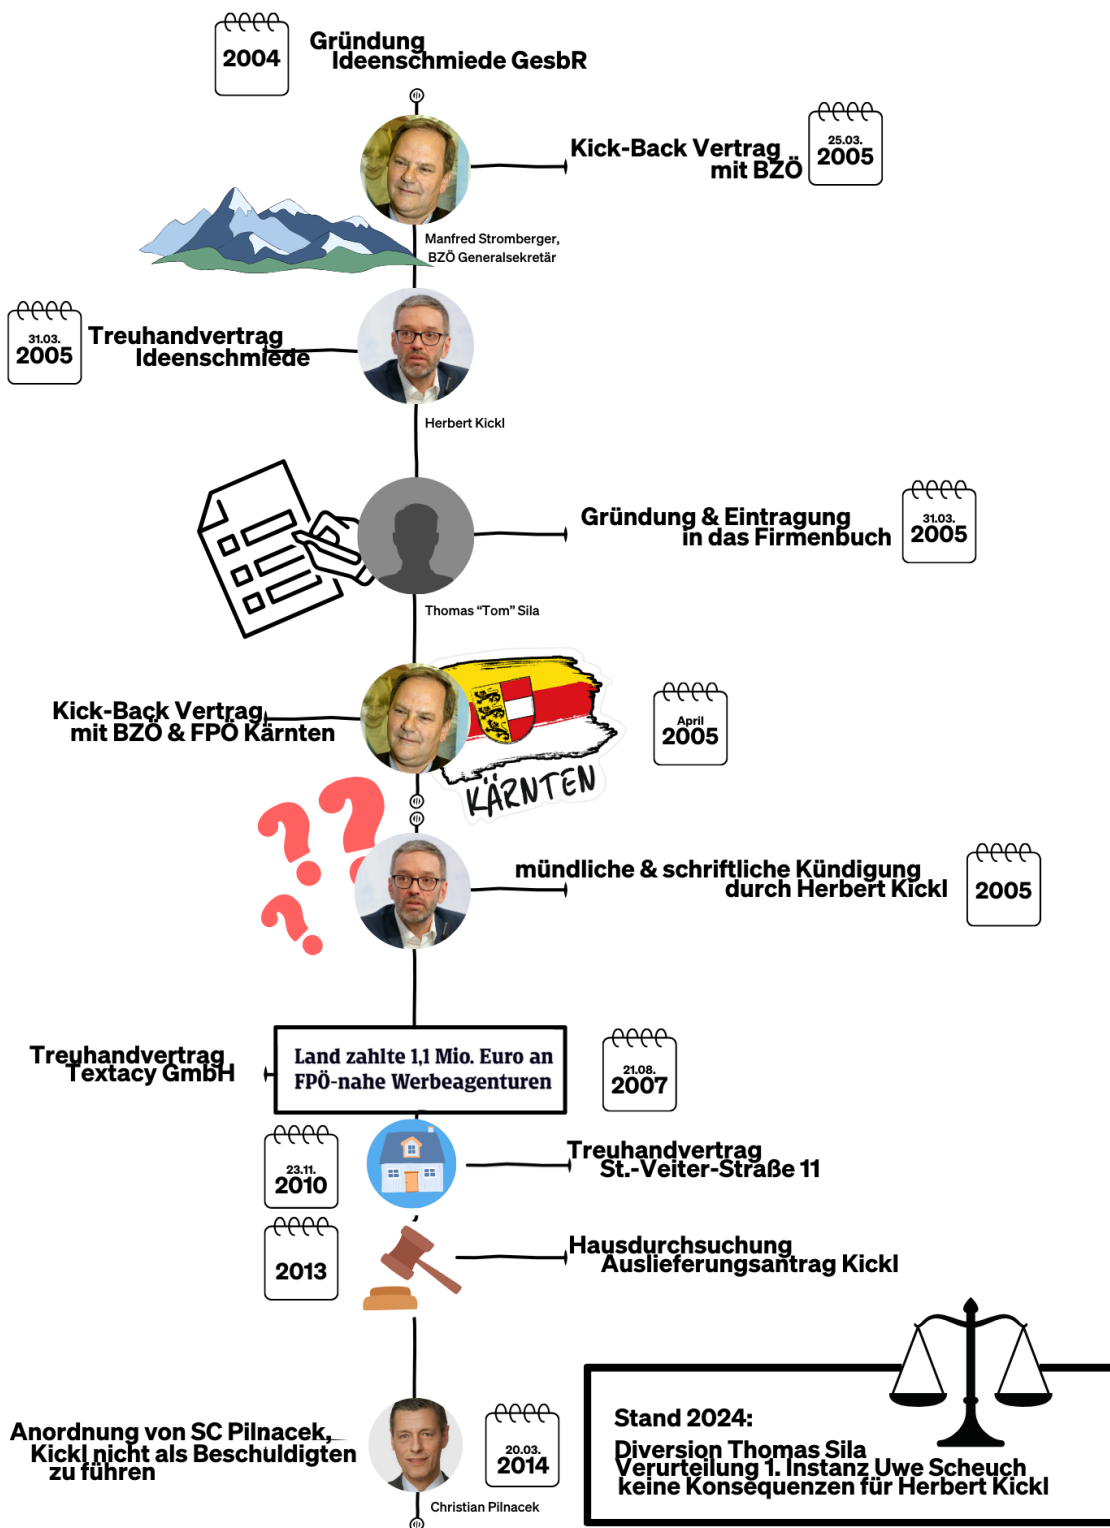 2004
Gründung
Ideenschmiede GesbR
Kick-Back Vertrag
mit BZÖ
25.03.
2005
Manfred Stromberger,
BZÖ Generalsekretär
31.03.
2005
Treuhandvertrag
Ideenschmiede
Herbert Kickl
Gründung & Eintragung
in das Firmenbuch
31.03.
2005
Thomas “Tom” Sila
Kick-Back Vertrag
mit BZÖ & FPÖ Kärnten
KÄRNTEN
April
2005
mündliche & schriftliche Kündigung
durch Herbert Kickl
2005
Treuhandvertrag
Textacy GmbH
Land zahlte 1,1 Mio. Euro an
FPÖ-nahe Werbeagenturen
21.08.
2007
23.11.
2010
Treuhandvertrag
St.-Veiter-Straße 11
2013
Hausdurchsuchung
Auslieferungsantrag Kickl
Anordnung von SC Pilnacek,
Kickl nicht als Beschuldigten
zu führen
20.03.
2014
Christian Pilnacek
Stand 2024:
Diversion Thomas Sila
Verurteilung 1. Instanz Uwe Scheuch
keine Konsequenzen für Herbert Kickl